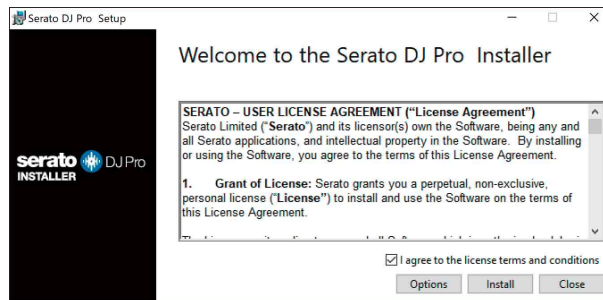 Serato DJ Pro Setup
Welcome to the Serato DJ Pro Installer
SERATO – USER LICENSE AGREEMENT (“License Agreement”)
Serato Limited (“Serato”) and its licensor(s) own the Software, being any and
all Serato applications, and intellectual property in the Software. By installing
or using the Software, you agree to the terms of this License Agreement.
1. Grant of License: Serato grants you a perpetual, non-exclusive,
personal license (“License”) to install and use the Software on the terms of
this License Agreement.
serato DJ Pro
INSTALLER
I agree to the license terms and conditions
Options Install Close